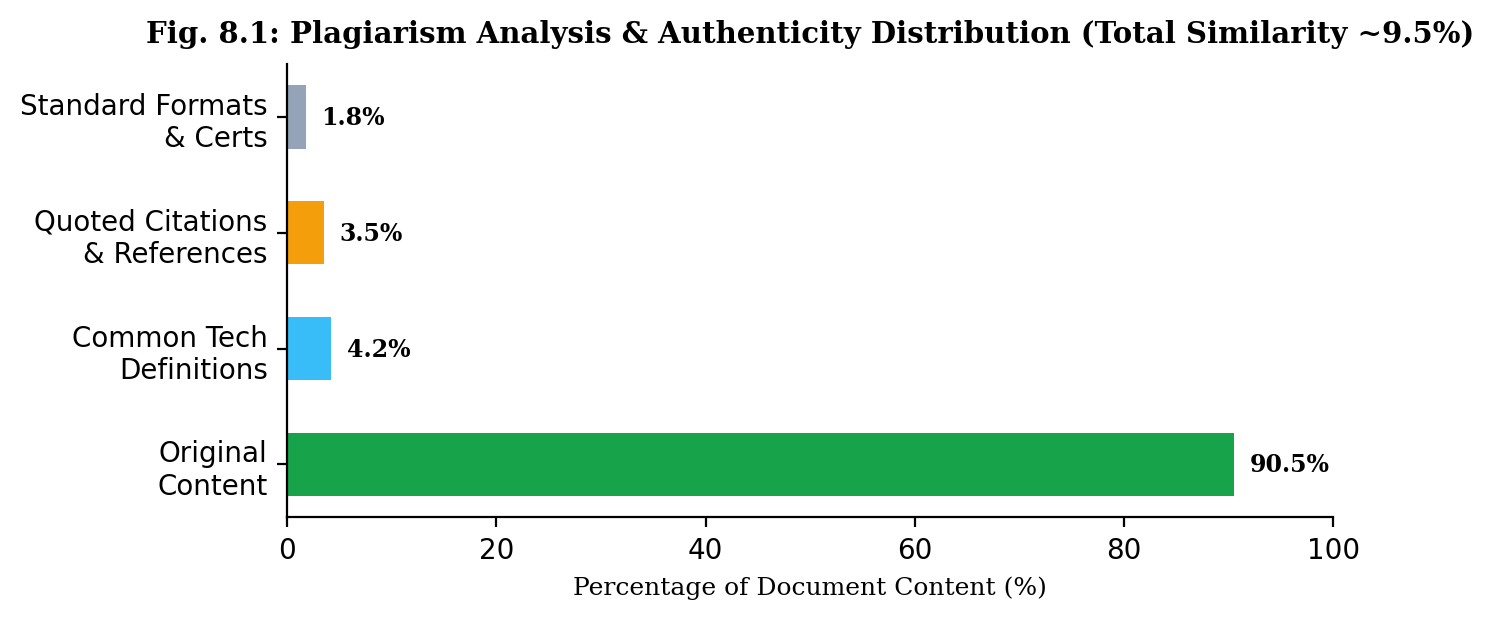 Fig. 8.1: Plagiarism Analysis & Authenticity Distribution (Total Similarity ~9.5%)
Standard Formats
& Certs
1.8%
Quoted Citations
& References
3.5%
Common Tech
Definitions
4.2%
Original
Content
90.5%
0 20 40 60 80 100
Percentage of Document Content (%)